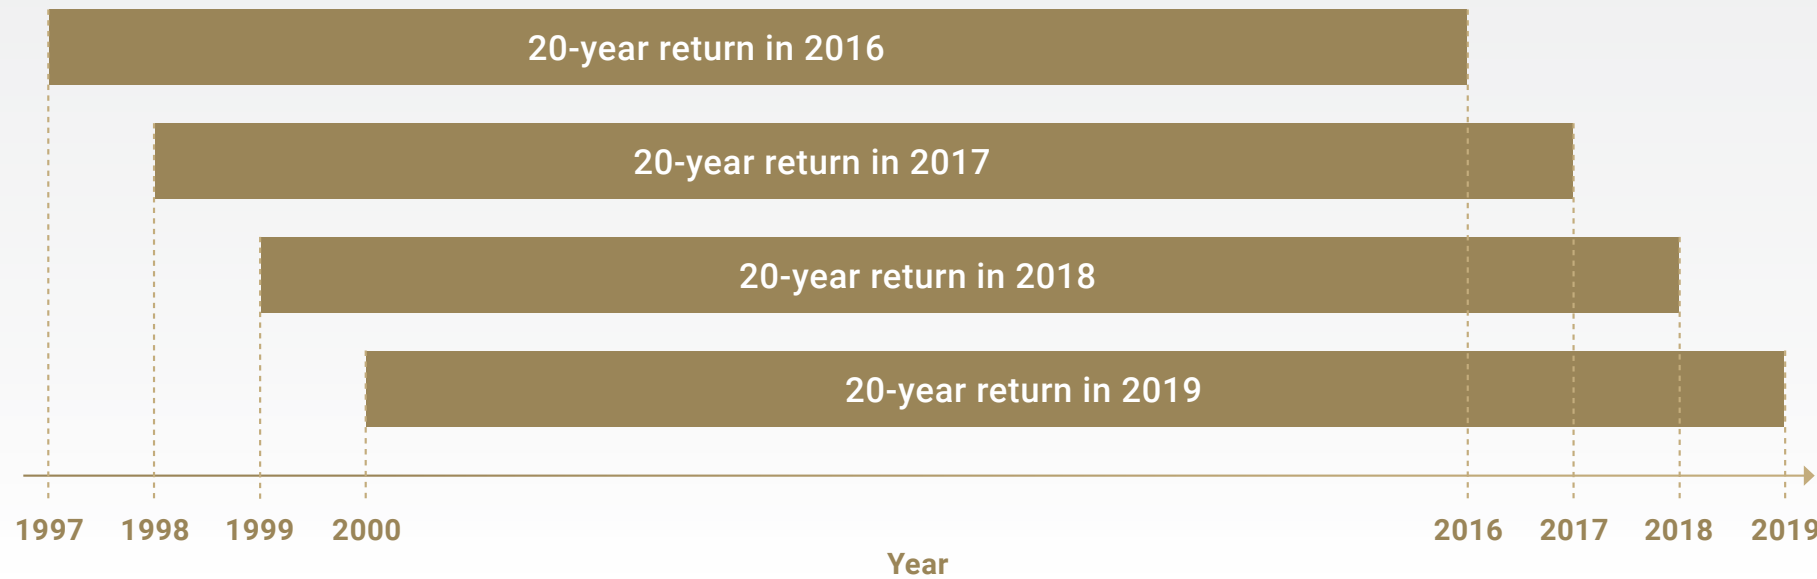 20-year return in 2016
20-year return in 2017
20-year return in 2018
20-year return in 2019
1997 1998 1999 2000 2016 2017 2018 2019
Year